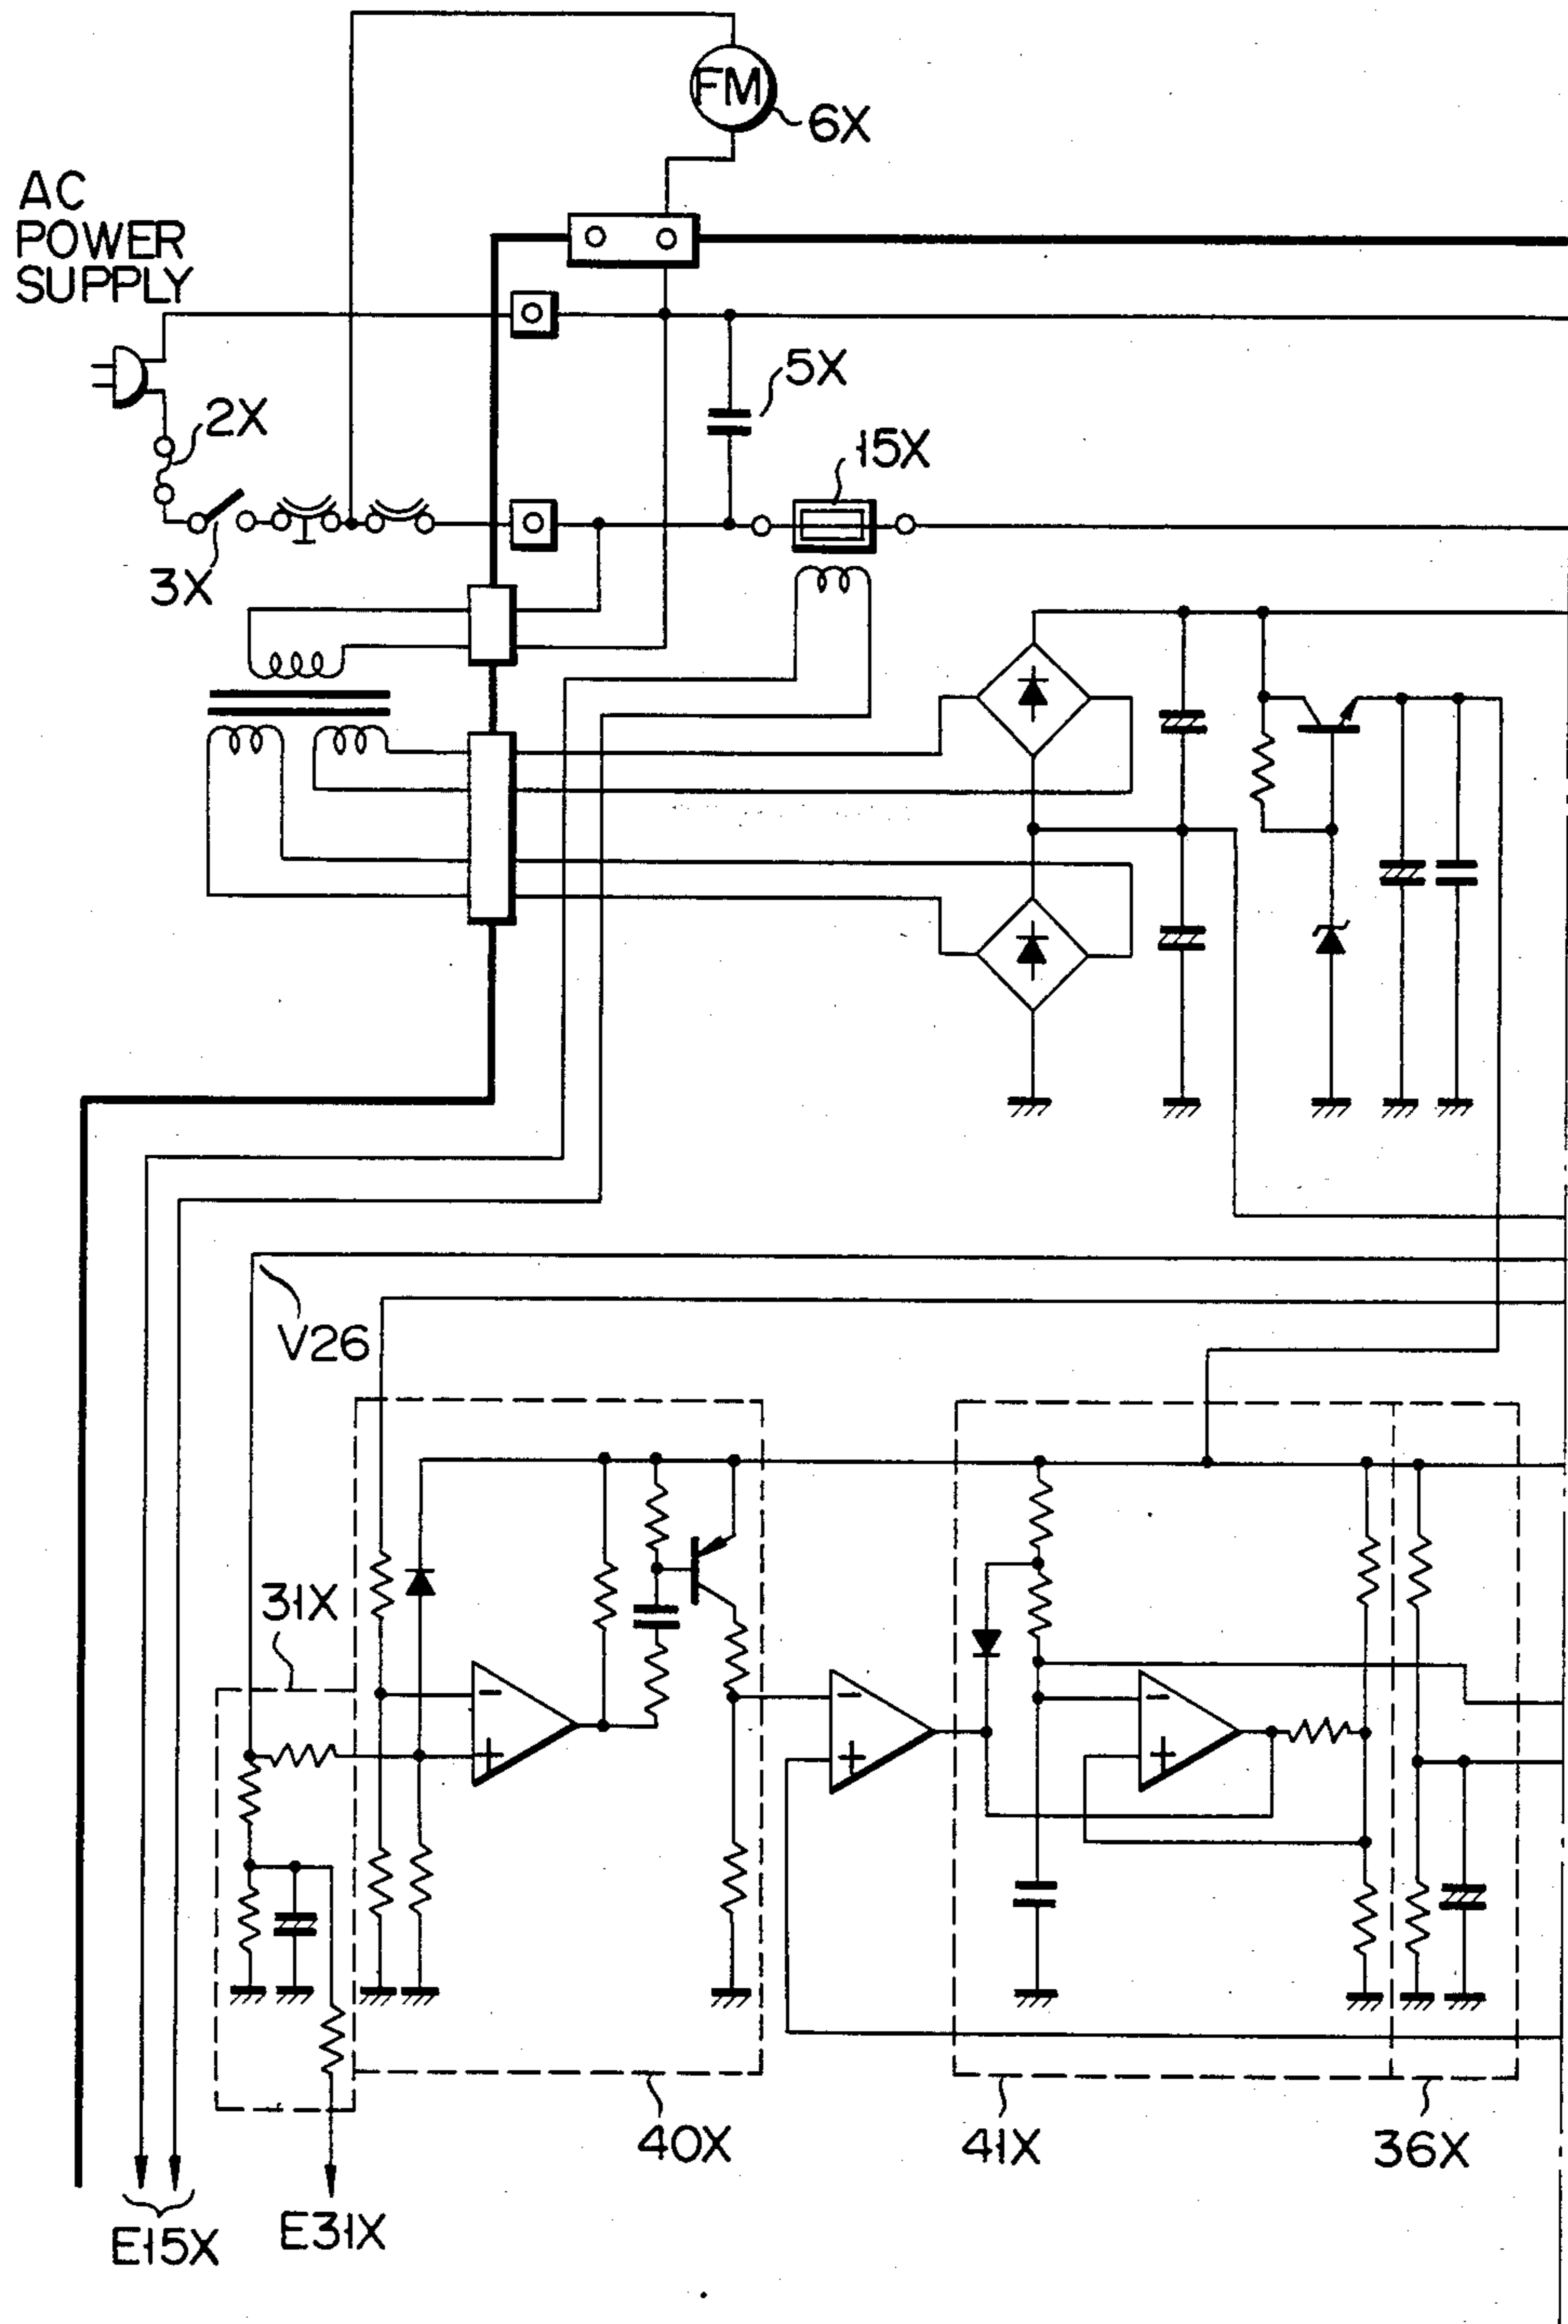 FM
6X
AC
POWER
SUPPLY
5X
2X
15X
3X
V26
31X
40X
41X
36X
E15X
E31X